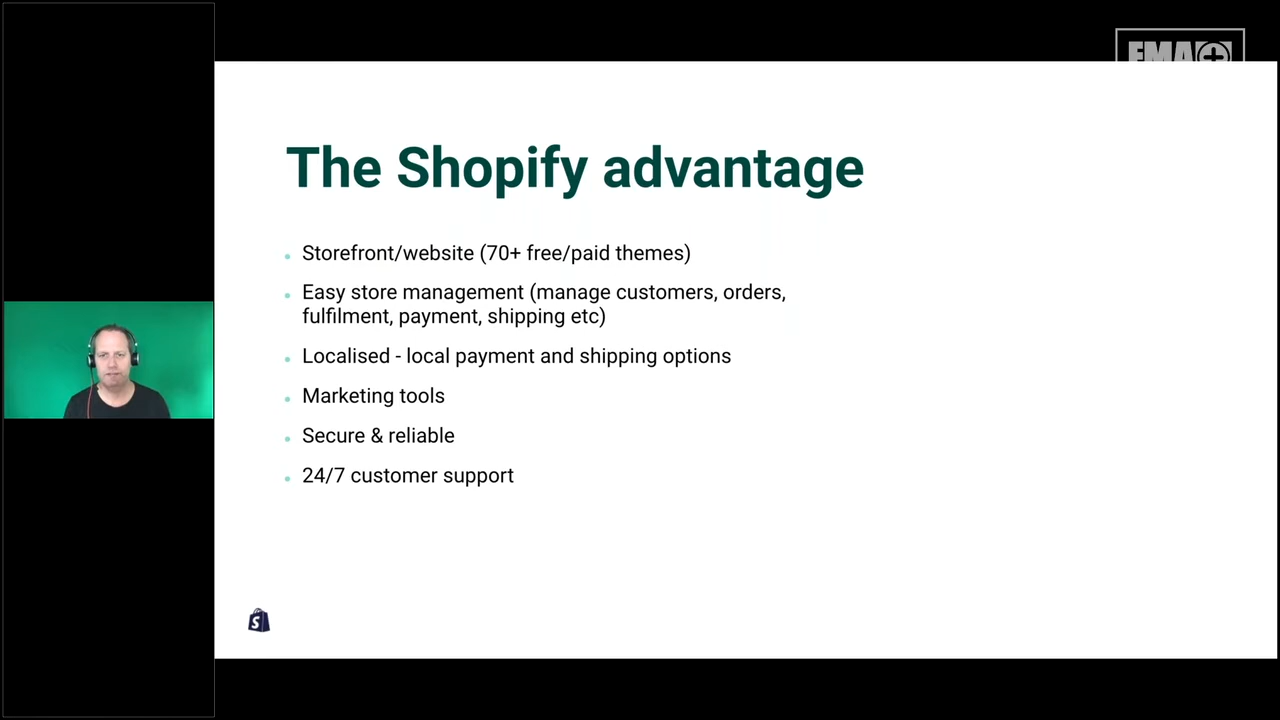 EMA
The Shopify advantage
Storefront/website (70+ free/paid themes)
Easy store management (manage customers, orders,
fulfilment, payment, shipping etc)
Localised - local payment and shipping options
Marketing tools
Secure & reliable
24/7 customer support
S